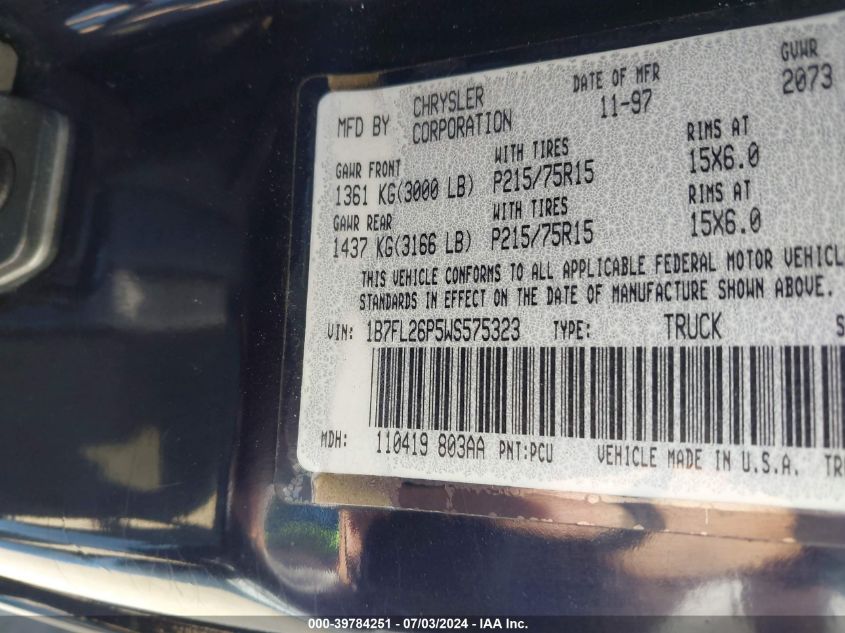 MFD BY CHRYSLER CORPORATION DATE OF MFR 11-97 GVWR 2073
GAWR FRONT WITH TIRES RIMS AT
1361 KG(3000 LB) P215/75R15 15X6.0
GAWR REAR WITH TIRES RIMS AT
1437 KG(3166 LB) P215/75R15 15X6.0
THIS VEHICLE CONFORMS TO ALL APPLICABLE FEDERAL MOTOR VEHICL
STANDARDS IN EFFECT ON THE DATE OF MANUFACTURE SHOWN ABOVE.
VIN: 1B7FL26P5WS575323 TYPE: TRUCK S
MDH: 110419 803AA PNT:PCU VEHICLE MADE IN U.S.A. TR
000-39784251 - 07/03/2024 - IAA Inc.